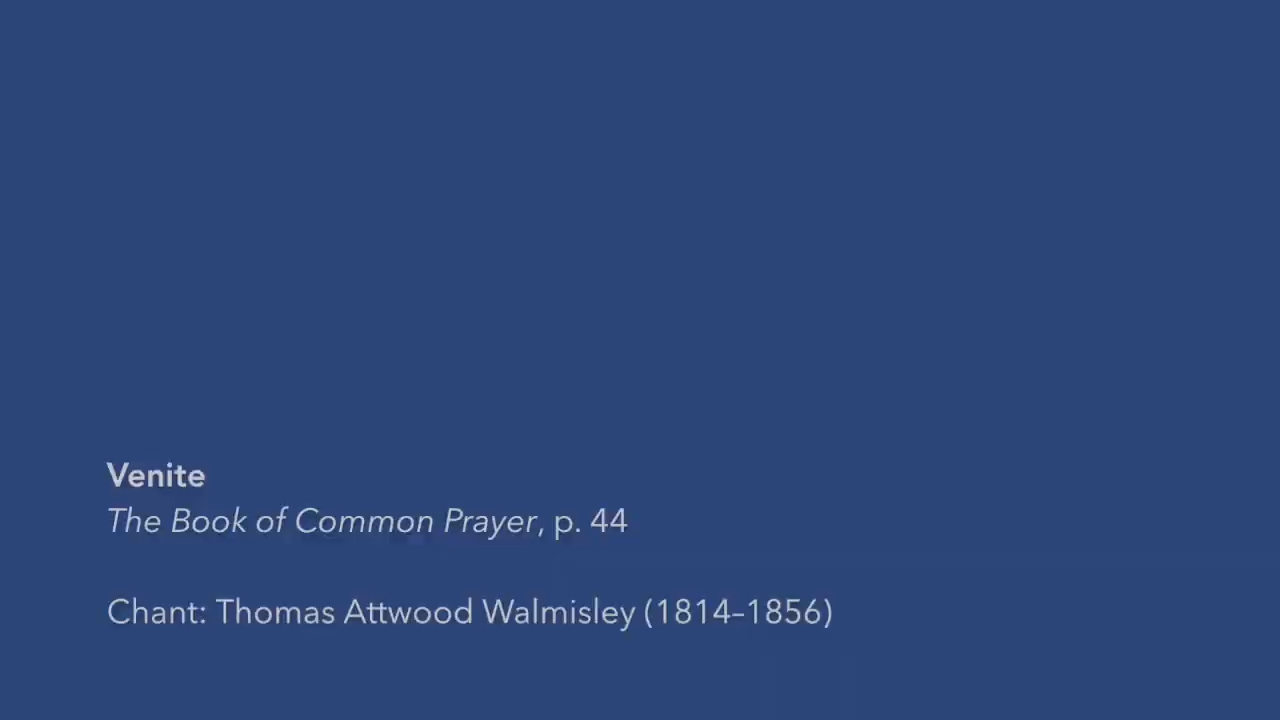 Venite
The Book of Common Prayer, p. 44
Chant: Thomas Attwood Walmisley (1814–1856)